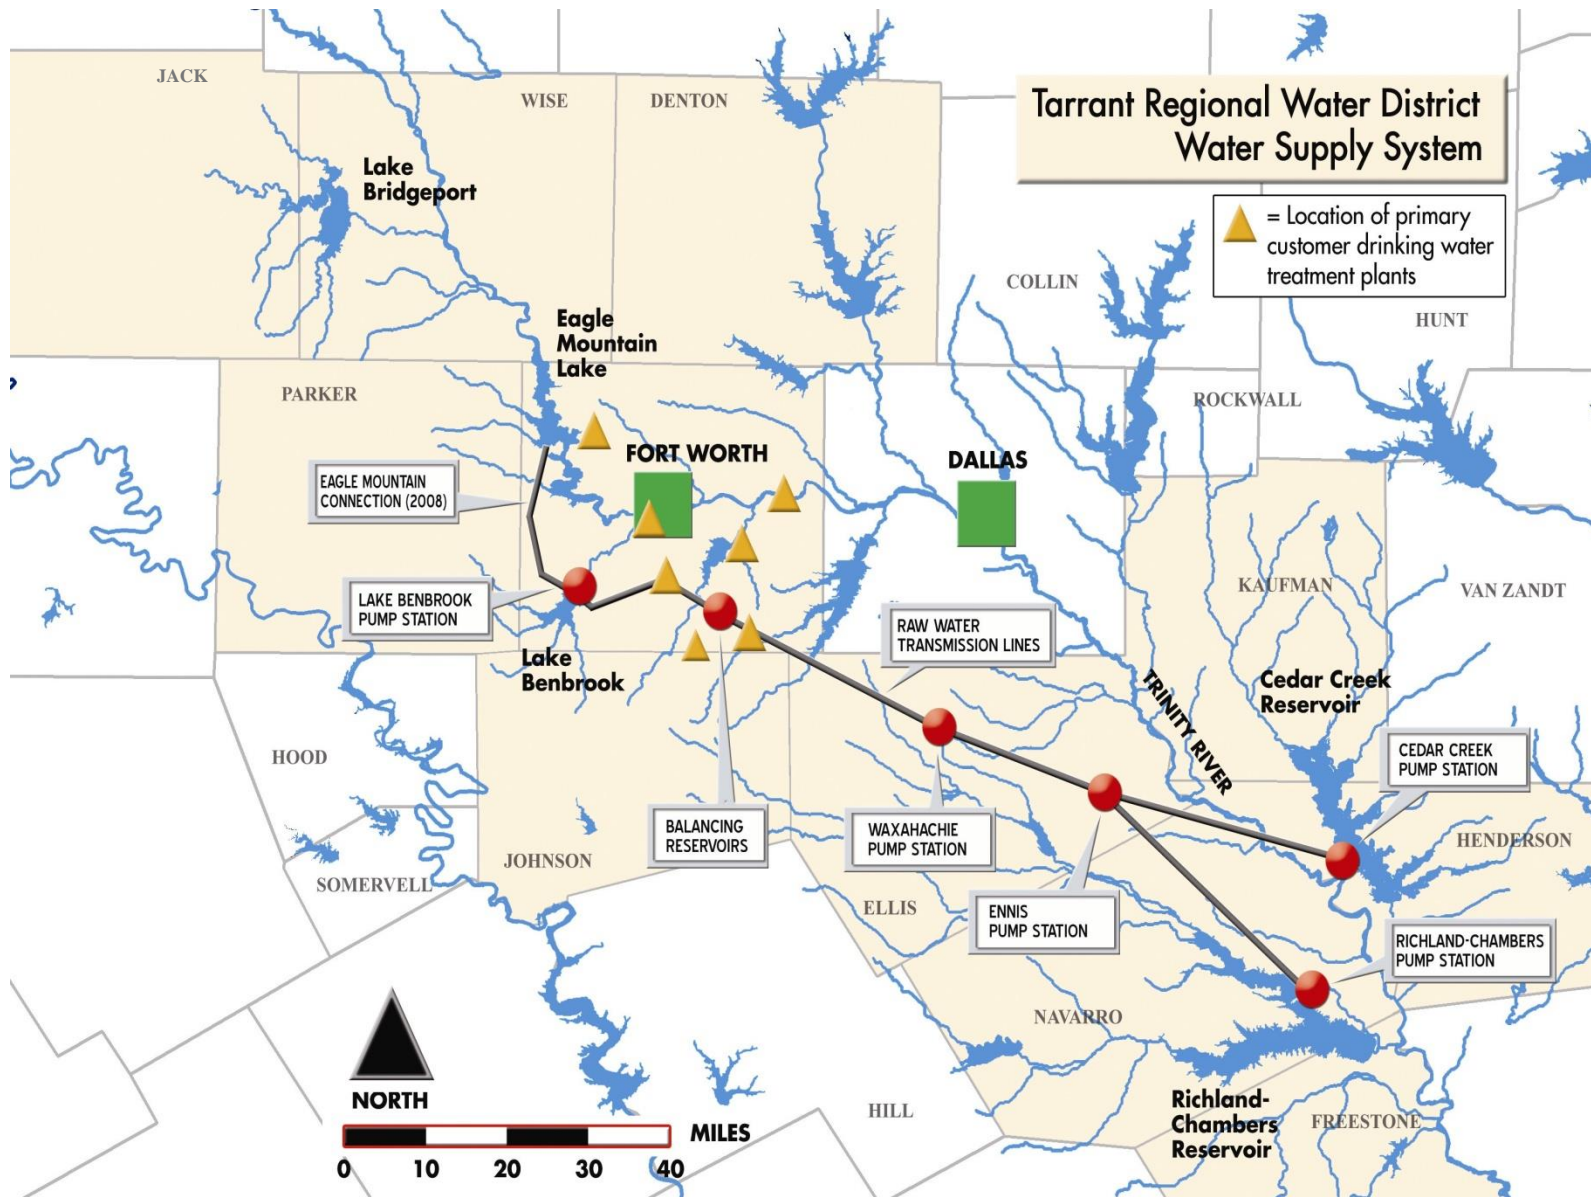 JACK
WISE
DENTON
Tarrant Regional Water District
Water Supply System
Lake
Bridgeport
= Location of primary
customer drinking water
treatment plants
COLLIN
HUNT
Eagle
Mountain
Lake
PARKER
ROCKWALL
FORT WORTH
DALLAS
EAGLE MOUNTAIN
CONNECTION (2008)
KAUFMAN
VAN ZANDT
LAKE BENBROOK
PUMP STATION
RAW WATER
TRANSMISSION LINES
Lake
Benbrook
TRINITY RIVER
Cedar Creek
Reservoir
HOOD
CEDAR CREEK
PUMP STATION
BALANCING
RESERVOIRS
WAXAHACHIE
PUMP STATION
HENDERSON
JOHNSON
SOMERVELL
ELLIS
ENNIS
PUMP STATION
RICHLAND-CHAMBERS
PUMP STATION
NAVARRO
NORTH
HILL
Richland-
Chambers
Reservoir
FREESTONE
MILES
0 10 20 30 40